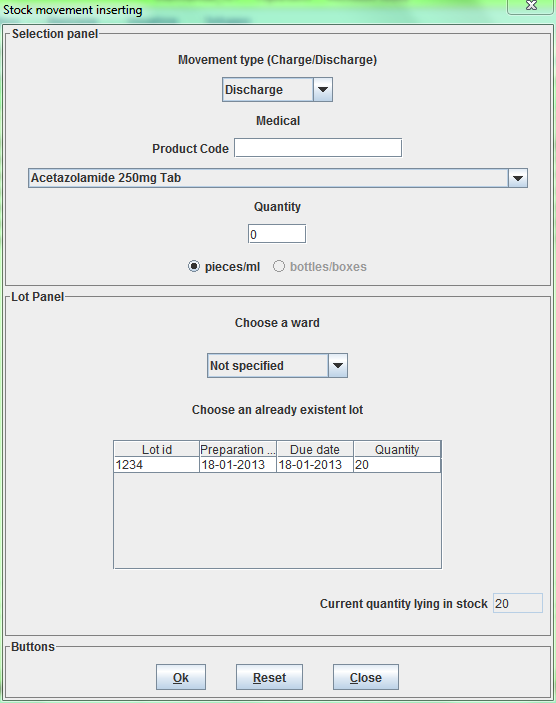 Stock movement inserting
Selection panel
Movement type (Charge/Discharge)
Discharge
Medical
Product Code
Acetazolamide 250mg Tab
Quantity
0
pieces/ml bottles/boxes
Lot Panel
Choose a ward
Not specified
Choose an already existent lot
Lot id Preparation ... Due date Quantity
1234 18-01-2013 18-01-2013 20
Current quantity lying in stock 20
Buttons
Ok Reset Close